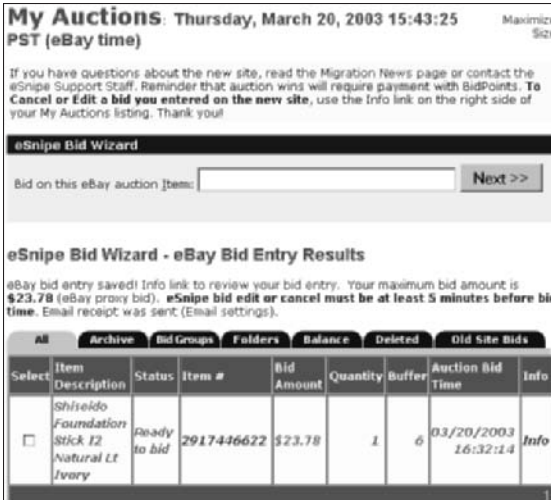 My Auctions: Thursday, March 20, 2003 15:43:25
PST (eBay time)
Maximize
Size
If you have questions about the new site, read the Migration News page or contact the
eSnipe Support Staff. Reminder that auction wins will require payment with BidPoints. To
Cancel or Edit a bid you entered on the new site, use the Info link on the right side of
your My Auctions listing. Thank you!
eSnipe Bid Wizard
Bid on this eBay auction Item:
Next >>
eSnipe Bid Wizard - eBay Bid Entry Results
eBay bid entry saved! Info link to review your bid entry. Your maximum bid amount is
$23.78 (eBay proxy bid). eSnipe bid edit or cancel must be at least 5 minutes before bi
time. Email receipt was sent (Email settings).
All Archive Bid Groups Folders Balance Deleted Old Site Bids
Select Item Description Status Item # Bid Amount Quantity Buffer Auction Bid Time Info
Shiseido Foundation Stick I2 Natural Lt Ivory Ready to bid 2917446622 $23.78 1 6 03/20/2003 16:32:14 Info